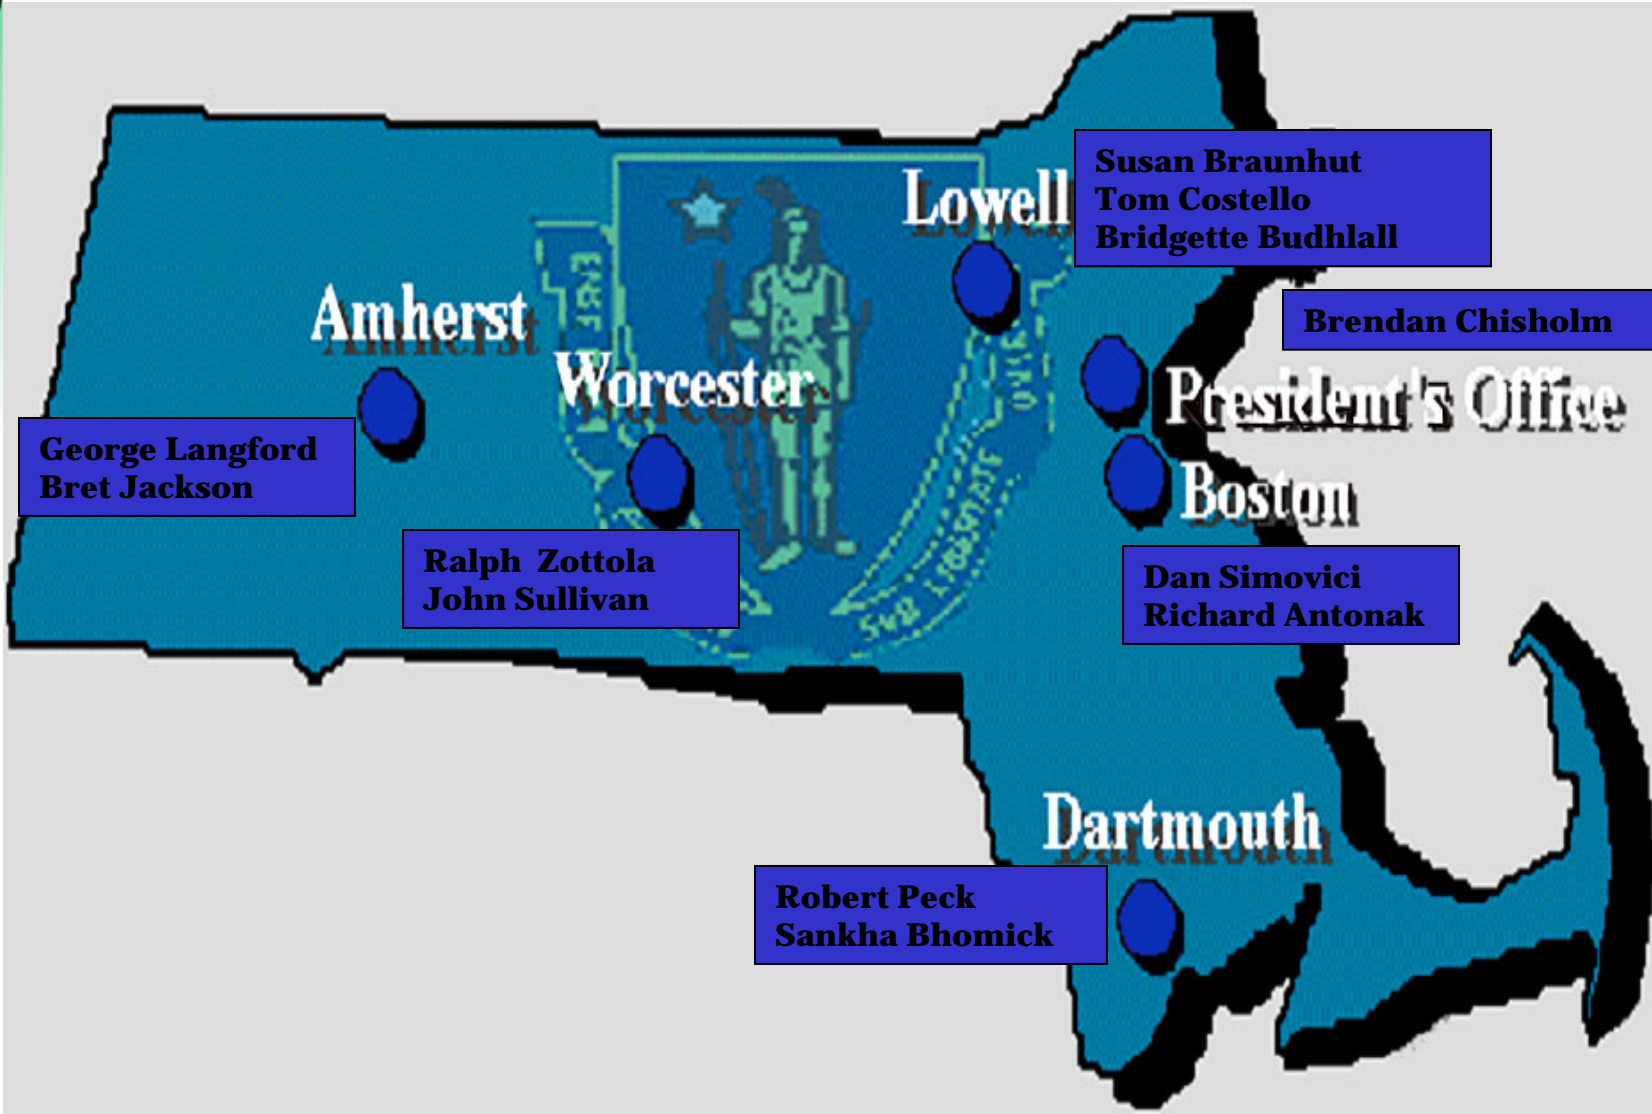 Lowell
Susan Braunhut
Tom Costello
Bridgette Budhlall
Brendan Chisholm
Amherst
Worcester
President's Office
George Langford
Bret Jackson
Boston
Ralph Zottola
John Sullivan
Dan Simovici
Richard Antonak
Dartmouth
Robert Peck
Sankha Bhomick